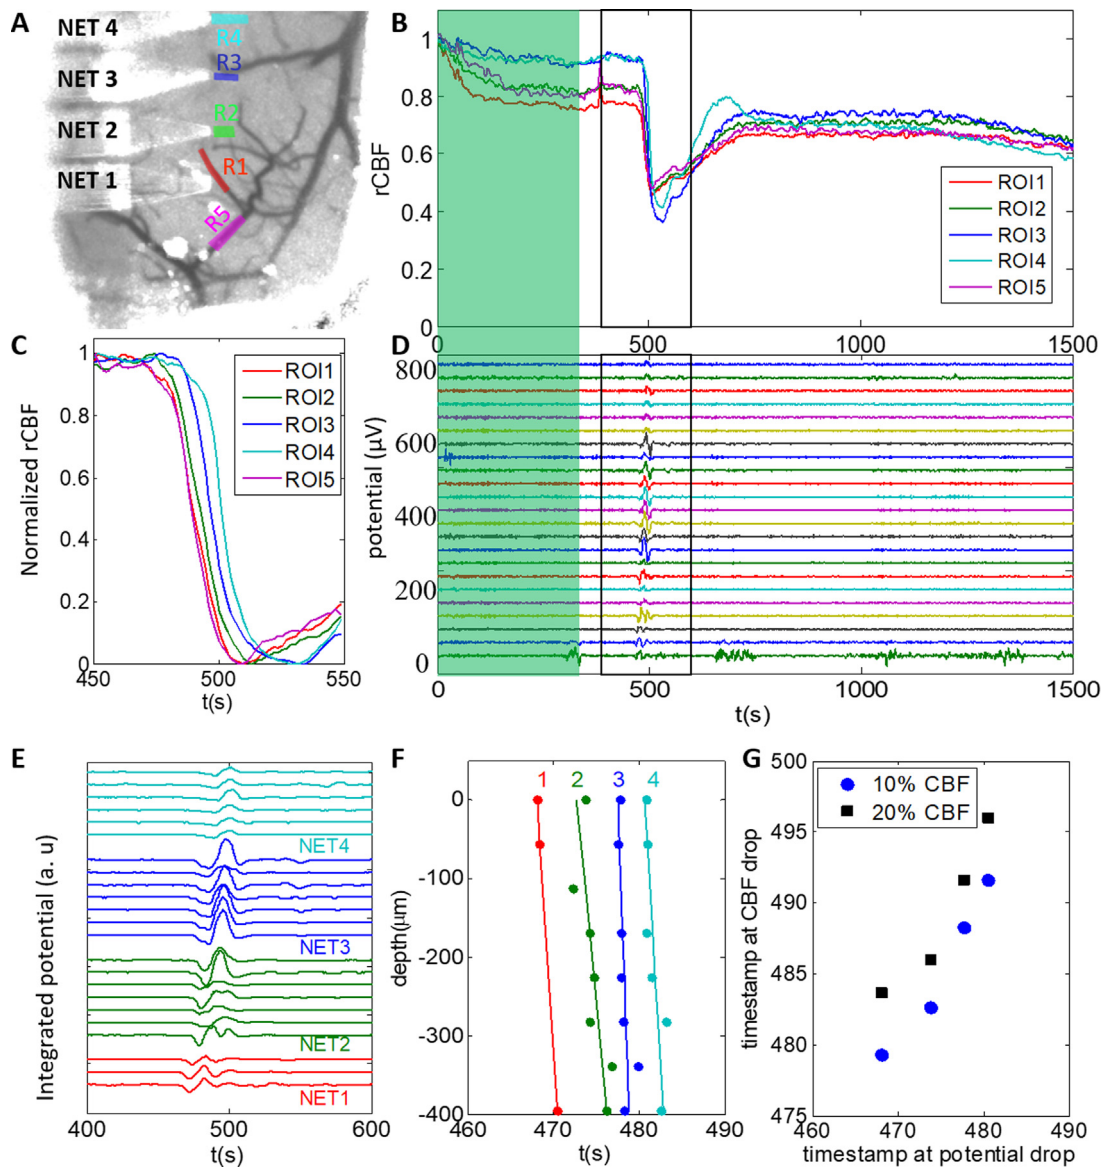 A
NET 4
R4
R3
NET 3
R2
NET 2
R1
NET 1
R5
B
rCBF
1
0.8
0.6
0.4
0.2
0
ROI1
ROI2
ROI3
ROI4
ROI5
0 500 1000 1500
C
Normalized rCBF
1
0.8
0.6
0.4
0.2
0
ROI1
ROI2
ROI3
ROI4
ROI5
450 500 550
t(s)
D
potential (µV)
800
600
400
200
0
0 500 1000 1500
t(s)
E
Integrated potential (a. u)
NET4
NET3
NET2
NET1
400 500 600
t(s)
F
1 2 3 4
depth(µm)
0
-100
-200
-300
-400
460 470 480 490
t(s)
G
timestamp at CBF drop
500
495
490
485
480
475
10% CBF
20% CBF
460 470 480 490
timestamp at potential drop